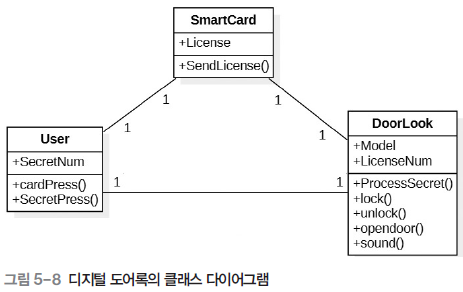 SmartCard
+License
+SendLicense()
1
1
1
1
User
+SecretNum
+cardPress()
+SecretPress()
1
1
DoorLook
+Model
+LicenseNum
+ProcessSecret()
+lock()
+unlock()
+opendoor()
+sound()
그림 5-8 디지털 도어록의 클래스 다이어그램